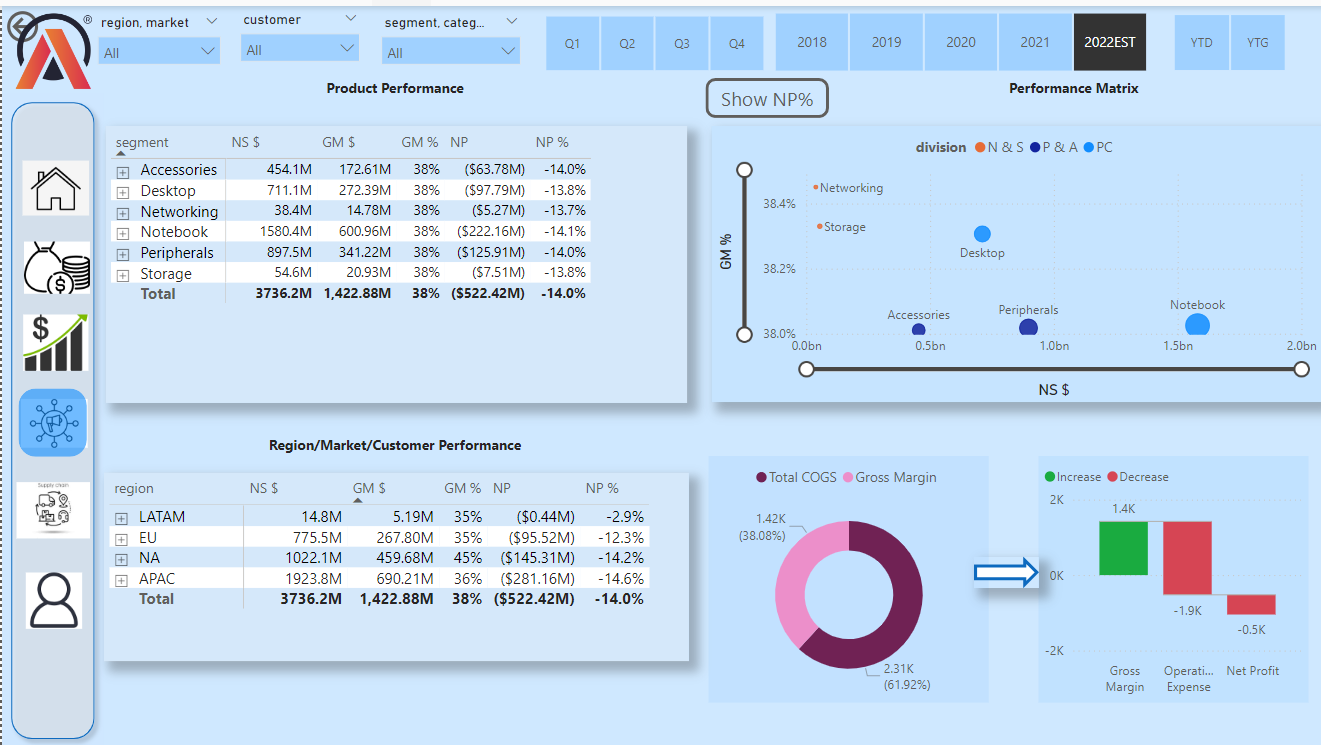 ®
region, market
customer
segment, categ...
All
All
All
Q1
Q2
Q3
Q4
2018
2019
2020
2021
2022EST
YTD
YTG
Product Performance
segment NS $ GM $ GM % NP NP %
Accessories 454.1M 172.61M 38% ($63.78M) -14.0%
Desktop 711.1M 272.39M 38% ($97.79M) -13.8%
Networking 38.4M 14.78M 38% ($5.27M) -13.7%
Notebook 1580.4M 600.96M 38% ($222.16M) -14.1%
Peripherals 897.5M 341.22M 38% ($125.91M) -14.0%
Storage 54.6M 20.93M 38% ($7.51M) -13.8%
Total 3736.2M 1,422.88M 38% ($522.42M) -14.0%
Show NP%
Performance Matrix
division N & S P & A PC
GM %
38.4%
38.2%
38.0%
Networking
Storage
Desktop
Accessories
Peripherals
Notebook
0.0bn 0.5bn 1.0bn 1.5bn 2.0bn
NS $
Supply chain
Region/Market/Customer Performance
region NS $ GM $ GM % NP NP %
LATAM 14.8M 5.19M 35% ($0.44M) -2.9%
EU 775.5M 267.80M 35% ($95.52M) -12.3%
NA 1022.1M 459.68M 45% ($145.31M) -14.2%
APAC 1923.8M 690.21M 36% ($281.16M) -14.6%
Total 3736.2M 1,422.88M 38% ($522.42M) -14.0%
Total COGS Gross Margin
1.42K
(38.08%)
2.31K
(61.92%)
Increase Decrease
2K
0K
-2K
1.4K
-1.9K
-0.5K
Gross
Margin
Operati...
Expense
Net Profit